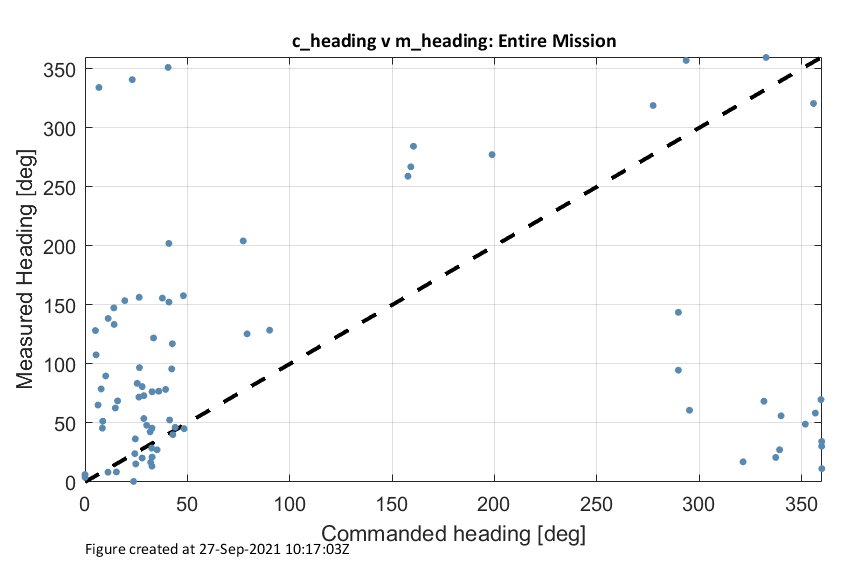 c_heading v m_heading: Entire Mission
350
300
250
200
150
100
50
0
Measured Heading [deg]
0 50 100 150 200 250 300 350
Commanded heading [deg]
Figure created at 27-Sep-2021 10:17:03Z